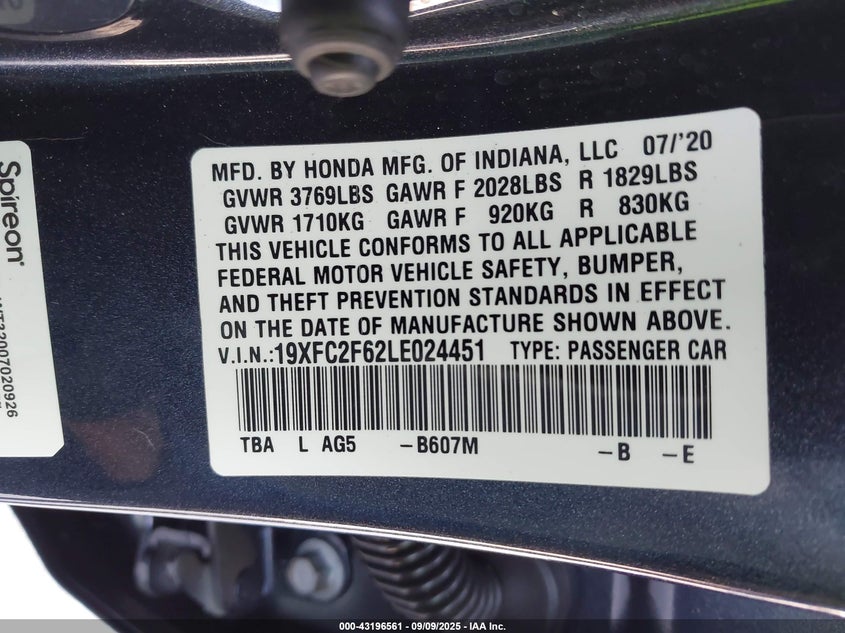 MFD. BY HONDA MFG. OF INDIANA, LLC 07/'20
GVWR 3769LBS GAWR F 2028LBS R 1829LBS
GVWR 1710KG GAWR F 920KG R 830KG
THIS VEHICLE CONFORMS TO ALL APPLICABLE
FEDERAL MOTOR VEHICLE SAFETY, BUMPER,
AND THEFT PREVENTION STANDARDS IN EFFECT
ON THE DATE OF MANUFACTURE SHOWN ABOVE.
V.I.N.:19XFC2F62LE024451 TYPE: PASSENGER CAR
TBA L AG5 -B607M -B -E
Spireon
000-43196561 - 09/09/2025 - IAA Inc.